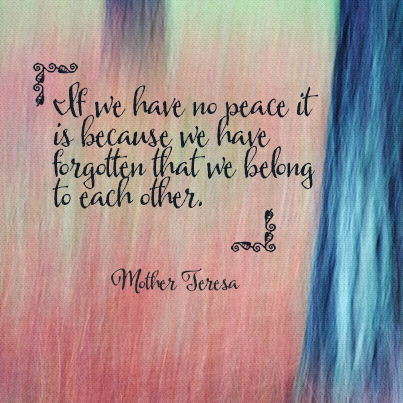 If we have no peace it
is because we have
forgotten that we belong
to each other.
Mother Teresa